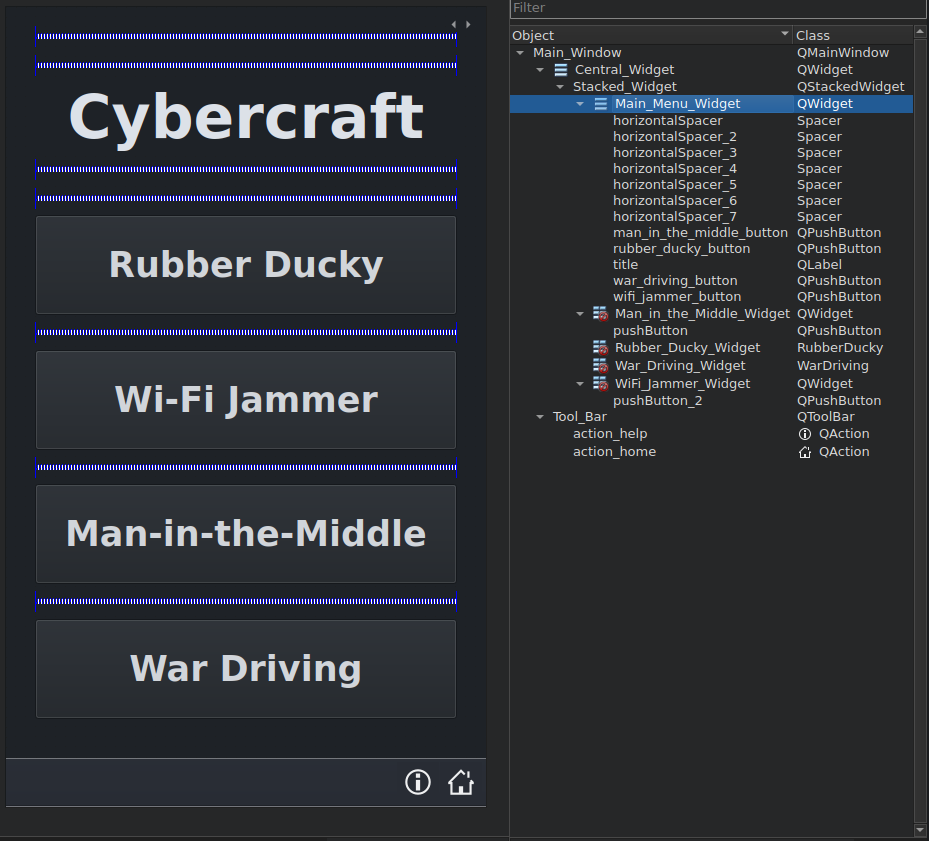 Filter
Object Class
Main_Window QMainWindow
Central_Widget QWidget
Stacked_Widget QStackedWidget
Main_Menu_Widget QWidget
horizontalSpacer Spacer
horizontalSpacer_2 Spacer
horizontalSpacer_3 Spacer
horizontalSpacer_4 Spacer
horizontalSpacer_5 Spacer
horizontalSpacer_6 Spacer
horizontalSpacer_7 Spacer
man_in_the_middle_button QPushButton
rubber_ducky_button QPushButton
title QLabel
war_driving_button QPushButton
wifi_jammer_button QPushButton
Man_in_the_Middle_Widget QWidget
pushButton QPushButton
Rubber_Ducky_Widget RubberDucky
War_Driving_Widget WarDriving
WiFi_Jammer_Widget QWidget
pushButton_2 QPushButton
Tool_Bar QToolBar
action_help QAction
action_home QAction
Cybercraft
Rubber Ducky
Wi-Fi Jammer
Man-in-the-Middle
War Driving